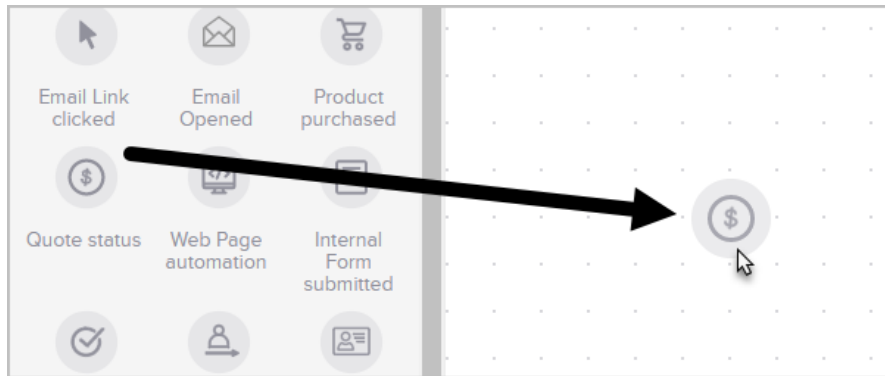 Email Link
clicked
Email
Opened
Product
purchased
Quote status
Web Page
automation
Internal
Form
submitted